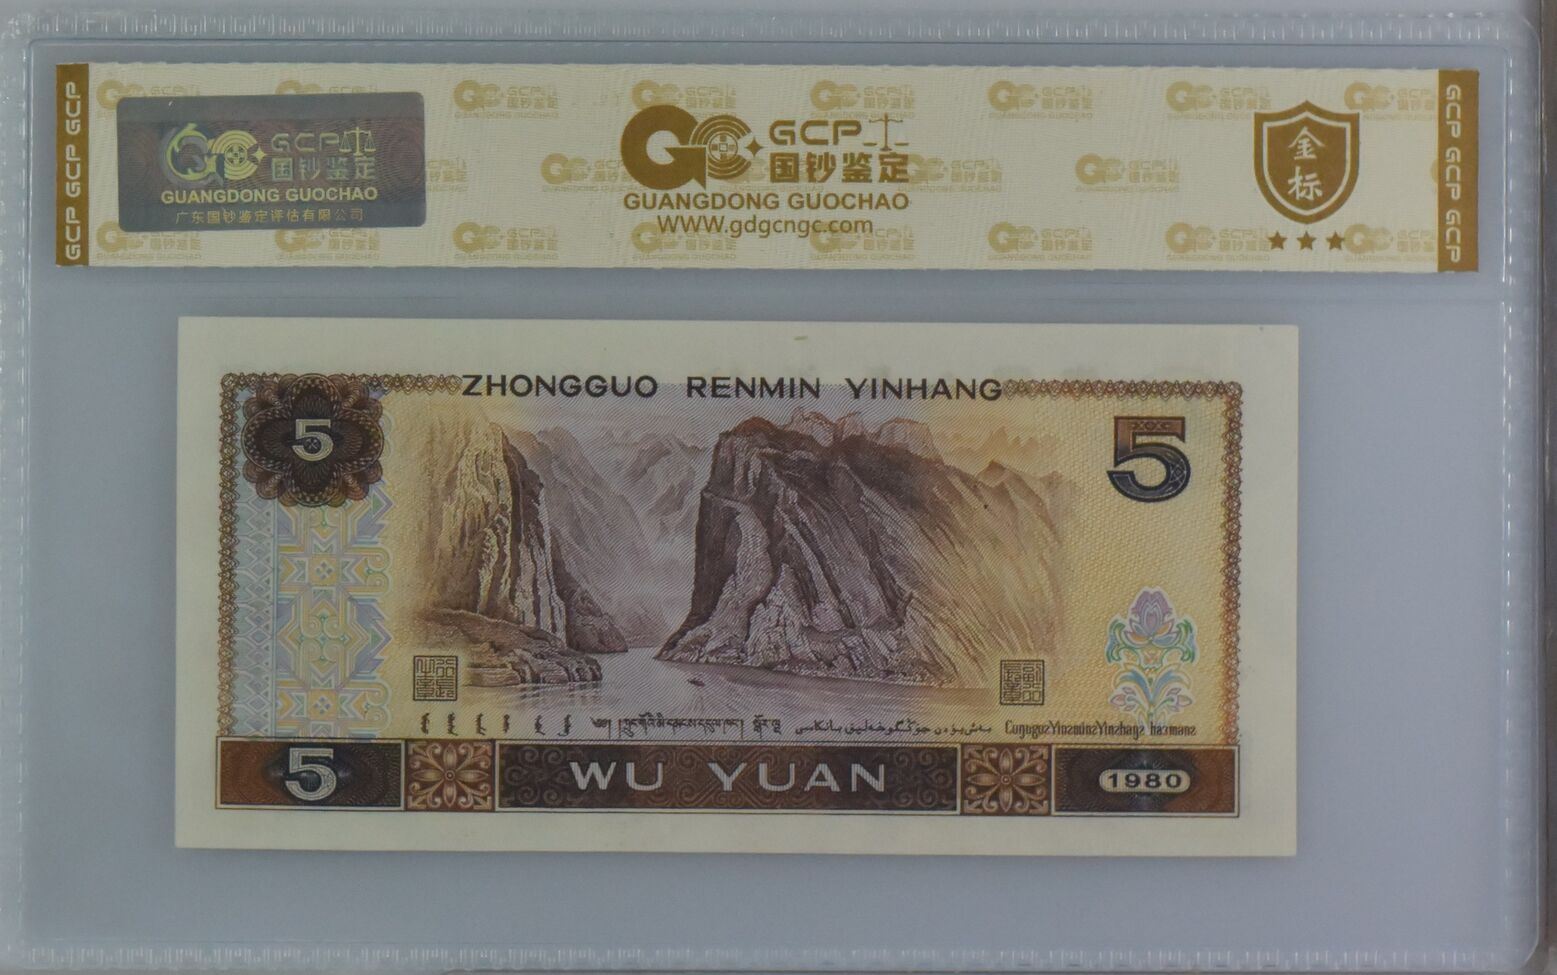 GCP GCP GCP
GCP
国钞鉴定
GUANGDONG GUOCHAO
广东国钞鉴定评估有限公司
GCP
国钞鉴定
GUANGDONG GUOCHAO
WWW.gdgcngc.com
金标
GCP GCP GCP
ZHONGGUO RENMIN YINHANG
5
5
5
WU YUAN
1980